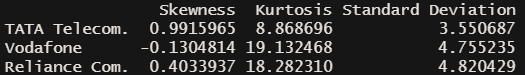 Skewness Kurtosis Standard Deviation
TATA Telecom. 0.9915965 8.868696 3.550687
Vodafone -0.1304814 19.132468 4.755235
Reliance Com. 0.4033937 18.282310 4.820429